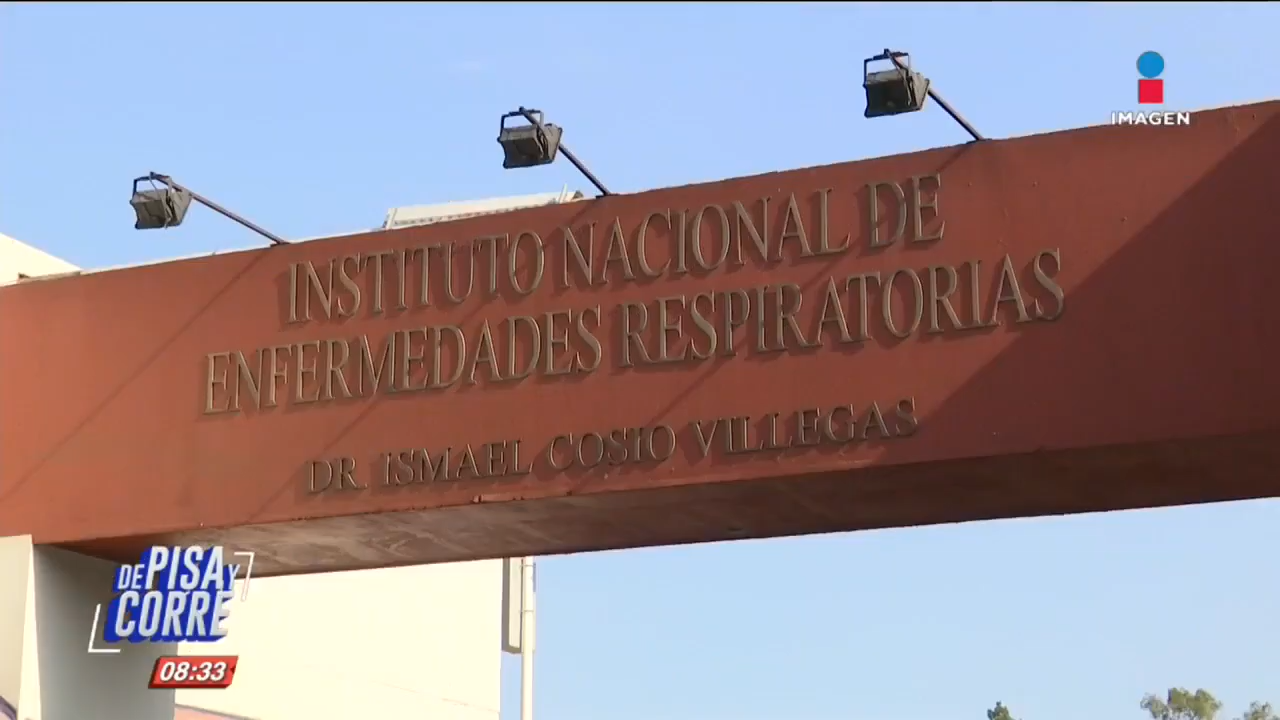 IMAGEN
INSTITUTO NACIONAL DE
ENFERMEDADES RESPIRATORIAS
DR. ISMAEL COSIO VILLEGAS
DE PISA Y
CORRE
08:33